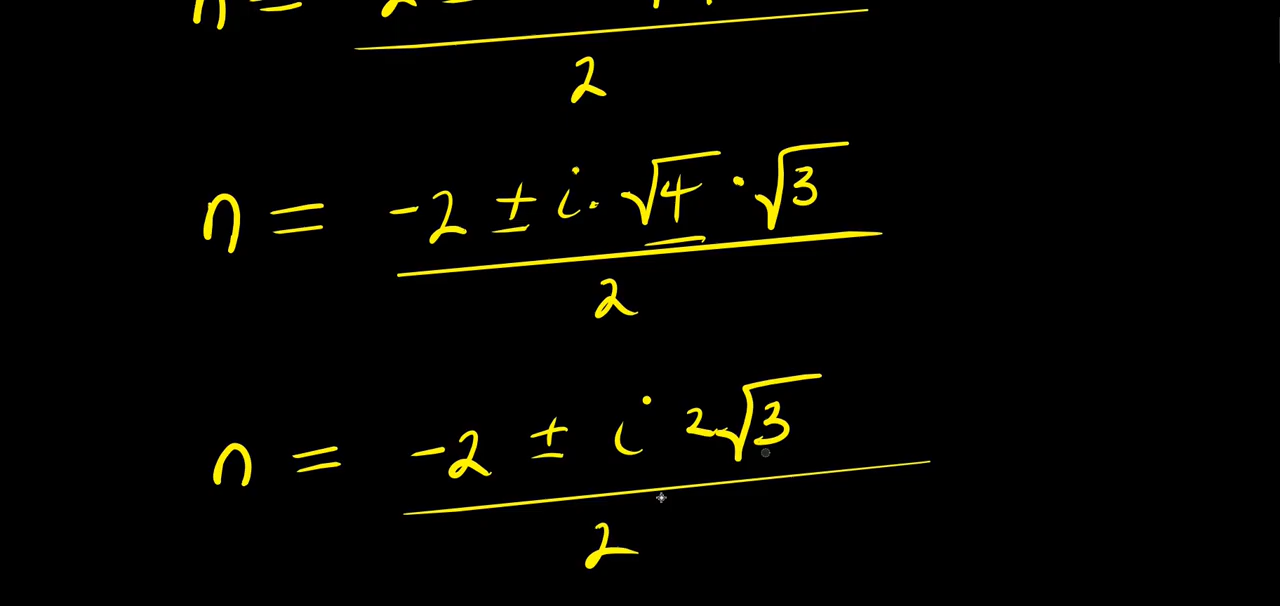 2
n = -2 ± i · √4 · √3
2
n = -2 ± i 2√3
2